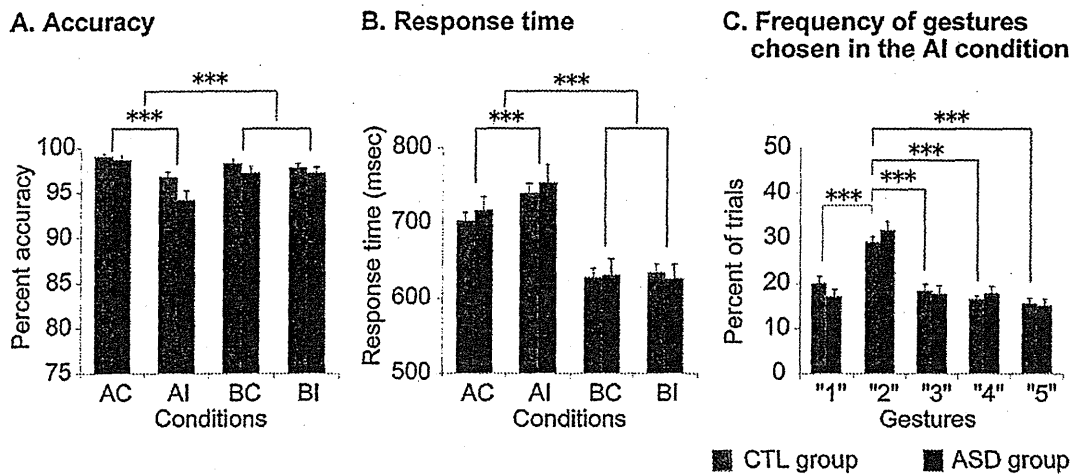 A. Accuracy
B. Response time
C. Frequency of gestures
chosen in the AI condition
***
***
100
95
90
85
80
75
Percent accuracy
AC
AI
BC
BI
Conditions
***
***
800
700
600
500
Response time (msec)
AC
AI
BC
BI
Conditions
***
***
***
***
50
40
30
20
10
0
Percent of trials
"1"
"2"
"3"
"4"
"5"
Gestures
CTL group
ASD group